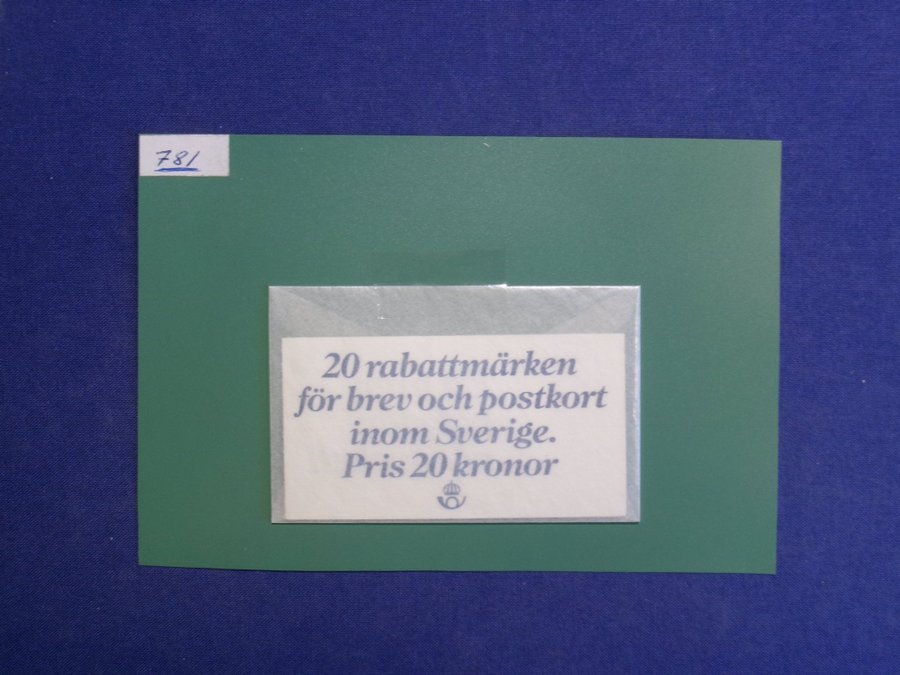 781
20 rabattmärken
för brev och postkort
inom Sverige.
Pris 20 kronor